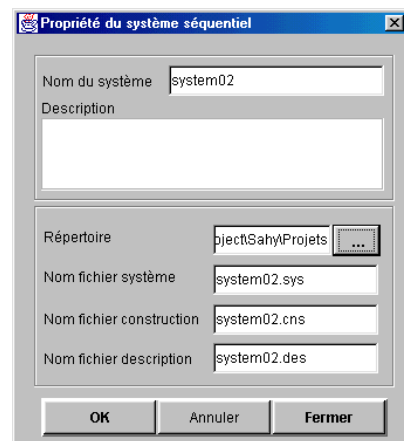 Propriété du système séquentiel
Nom du système system02
Description
Répertoire oject\Sahy\Projets ...
Nom fichier système system02.sys
Nom fichier construction system02.cns
Nom fichier description system02.des
OK Annuler Fermer